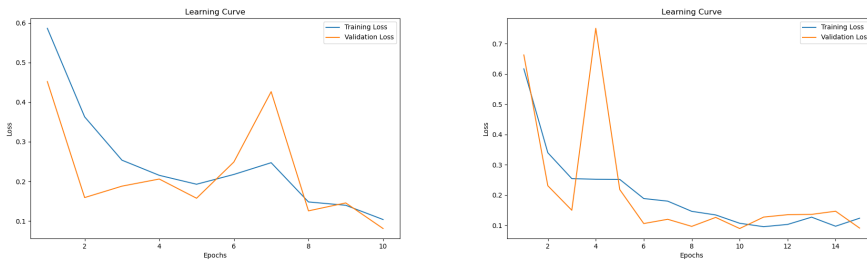 Learning Curve
0.6
0.5
0.4
0.3
0.2
0.1
Loss
2
4
6
8
10
Epochs
Training Loss
Validation Loss
Learning Curve
0.7
0.6
0.5
0.4
0.3
0.2
0.1
Loss
2
4
6
8
10
12
14
Epochs
Training Loss
Validation Loss